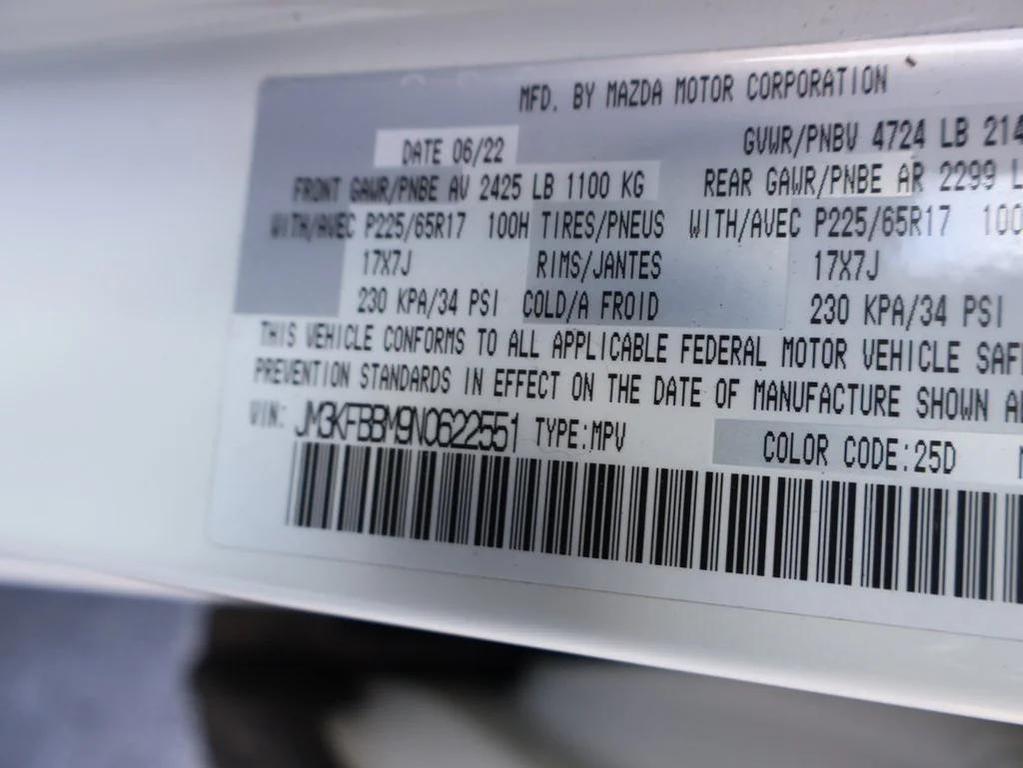 MFD. BY MAZDA MOTOR CORPORATION
DATE 06/22 GVWR/PNBV 4724 LB 214
FRONT GAWR/PNBE AV 2425 LB 1100 KG REAR GAWR/PNBE AR 2299 L
WITH/AVEC P225/65R17 100H TIRES/PNEUS WITH/AVEC P225/65R17 100
17X7J RIMS/JANTES 17X7J
230 KPA/34 PSI COLD/A FROID 230 KPA/34 PSI
THIS VEHICLE CONFORMS TO ALL APPLICABLE FEDERAL MOTOR VEHICLE SAFE
PREVENTION STANDARDS IN EFFECT ON THE DATE OF MANUFACTURE SHOWN A
VIN: JM3KFBBM9N0622551 TYPE:MPV COLOR CODE:25D